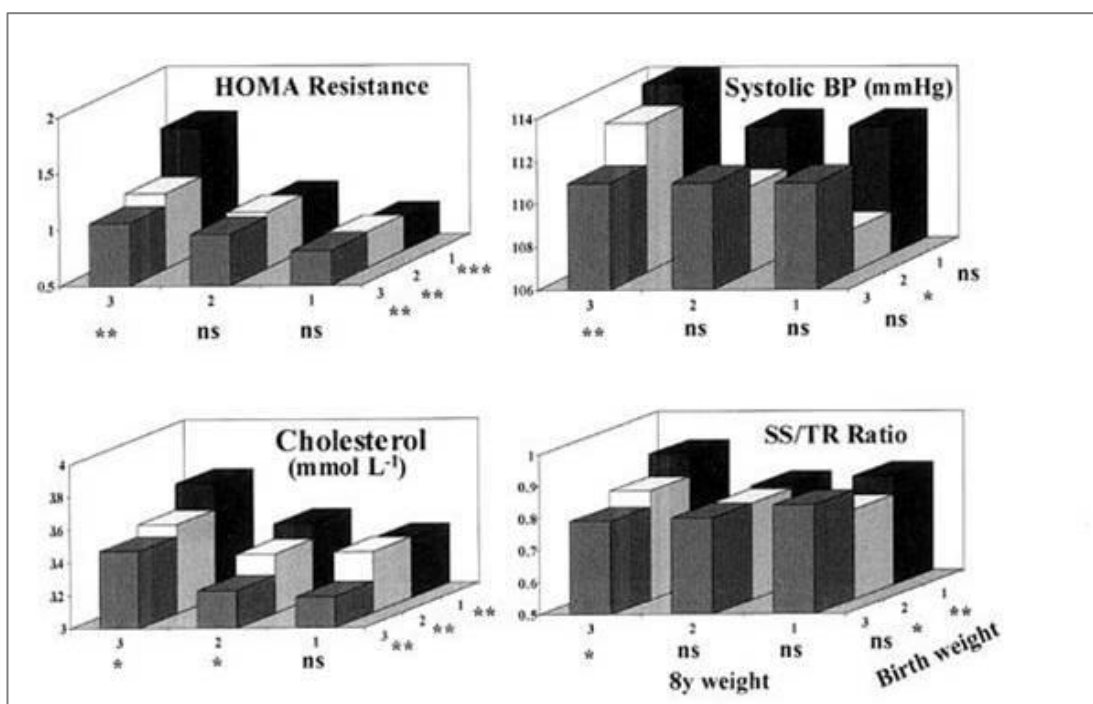 HOMA Resistance
2
1.5
1
0.5
3 2 1
** ns ns
3 ** 2 ** 1 ***
Systolic BP (mmHg)
114
112
110
108
106
3 2 1
** ns ns
3 ns 2 * 1 ns
Cholesterol
(mmol L-1)
4
3.8
3.6
3.4
3.2
3
3 2 1
* * ns
3 ** 2 ** 1 **
SS/TR Ratio
1
0.9
0.8
0.7
0.6
0.5
3 2 1
* ns ns
3 ns 2 * 1 **
8y weight
Birth weight